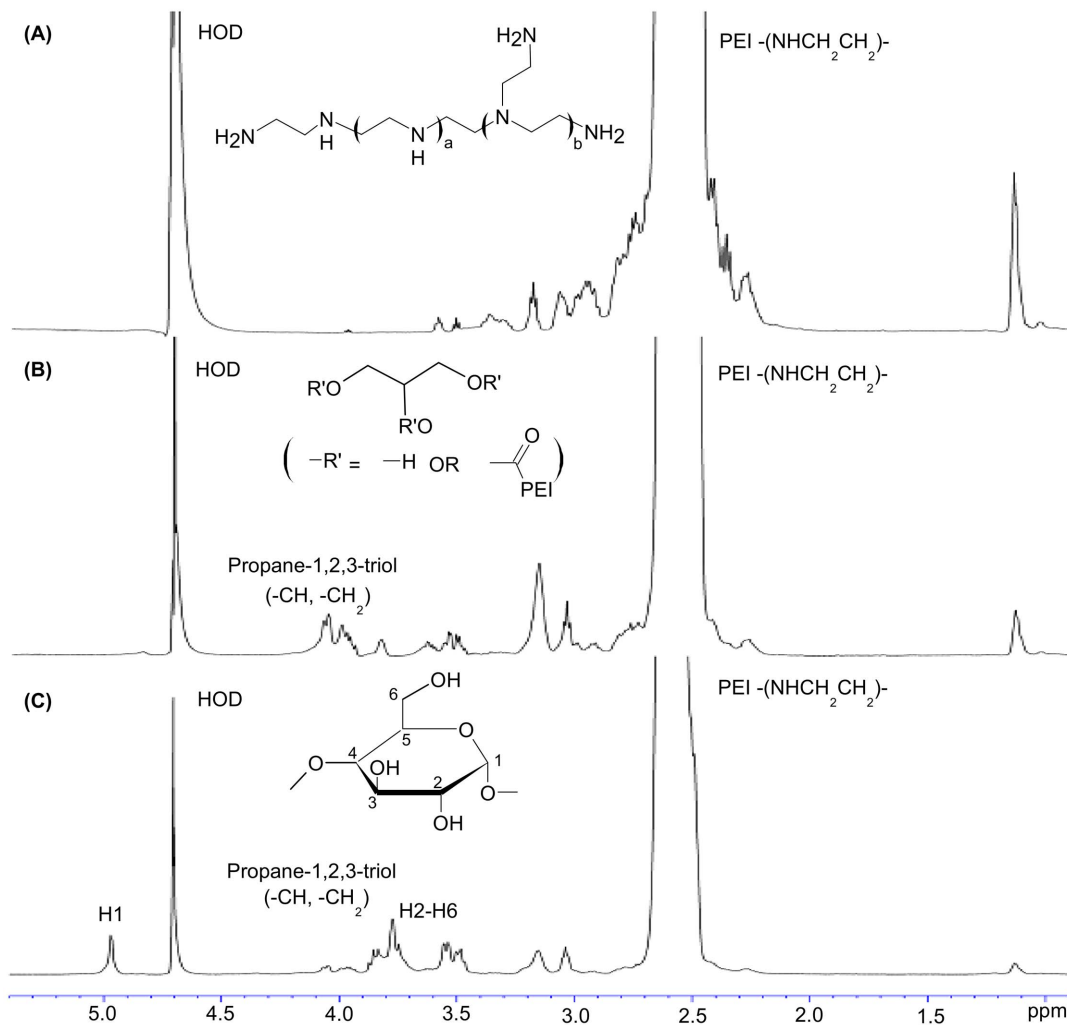 (A)
HOD
PEI -(NHCH2CH2)-
H2N
H2N
H
N
N
H
a
N
b
NH2
(B)
HOD
PEI -(NHCH2CH2)-
R'O
OR'
R'O
( –R' = –H OR O
PEI )
Propane-1,2,3-triol
(-CH, -CH2)
(C)
HOD
PEI -(NHCH2CH2)-
6 OH
5 O
4 1
O OH O
3 2
OH
Propane-1,2,3-triol
(-CH, -CH2)
H1
H2-H6
5.0 4.5 4.0 3.5 3.0 2.5 2.0 1.5 ppm